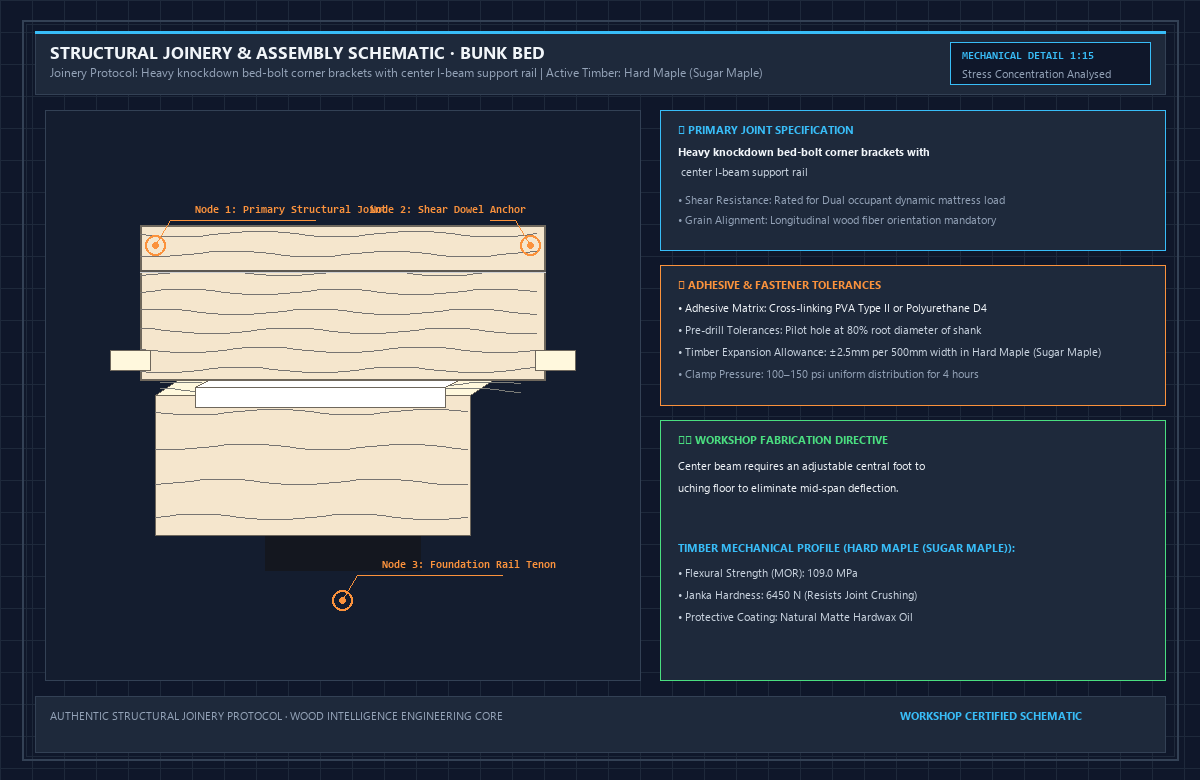 STRUCTURAL JOINERY & ASSEMBLY SCHEMATIC · BUNK BED
Joinery Protocol: Heavy knockdown bed-bolt corner brackets with center I-beam support rail | Active Timber: Hard Maple (Sugar Maple)
MECHANICAL DETAIL 1:15
Stress Concentration Analysed
Node 1: Primary Structural Joint
Node 2: Shear Dowel Anchor
Node 3: Foundation Rail Tenon
PRIMARY JOINT SPECIFICATION
Heavy knockdown bed-bolt corner brackets with
center I-beam support rail
• Shear Resistance: Rated for Dual occupant dynamic mattress load
• Grain Alignment: Longitudinal wood fiber orientation mandatory
ADHESIVE & FASTENER TOLERANCES
• Adhesive Matrix: Cross-linking PVA Type II or Polyurethane D4
• Pre-drill Tolerances: Pilot hole at 80% root diameter of shank
• Timber Expansion Allowance: ±2.5mm per 500mm width in Hard Maple (Sugar Maple)
• Clamp Pressure: 100–150 psi uniform distribution for 4 hours
WORKSHOP FABRICATION DIRECTIVE
Center beam requires an adjustable central foot to
uching floor to eliminate mid-span deflection.
TIMBER MECHANICAL PROFILE (HARD MAPLE (SUGAR MAPLE)):
• Flexural Strength (MOR): 109.0 MPa
• Janka Hardness: 6450 N (Resists Joint Crushing)
• Protective Coating: Natural Matte Hardwax Oil
AUTHENTIC STRUCTURAL JOINERY PROTOCOL · WOOD INTELLIGENCE ENGINEERING CORE
WORKSHOP CERTIFIED SCHEMATIC